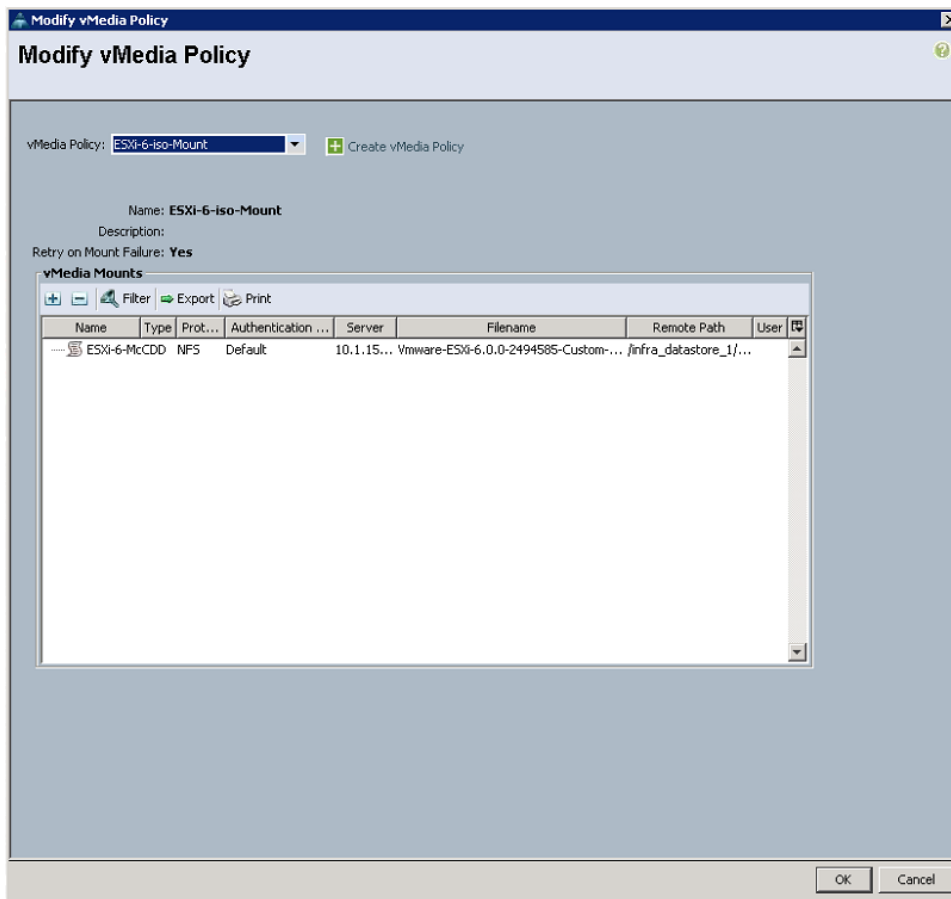 Modify vMedia Policy
Modify vMedia Policy
vMedia Policy: ESXi-6-iso-Mount Create vMedia Policy
Name: ESXi-6-iso-Mount
Description:
Retry on Mount Failure: Yes
vMedia Mounts
Filter Export Print
Name Type Prot... Authentication ... Server Filename Remote Path User
ESXi-6-McCDD NFS Default 10.1.15... Vmware-ESXi-6.0.0-2494585-Custom-... /infra_datastore_1/...
OK Cancel